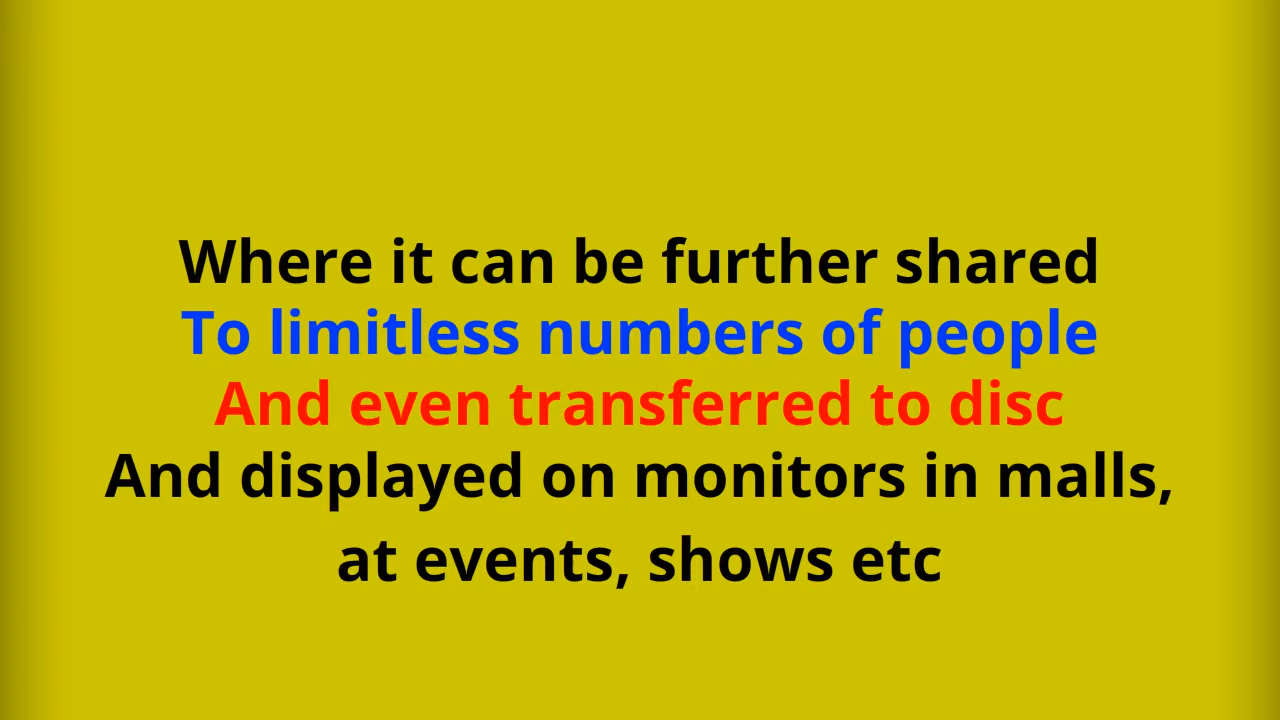 Where it can be further shared
To limitless numbers of people
And even transferred to disc
And displayed on monitors in malls,
at events, shows etc